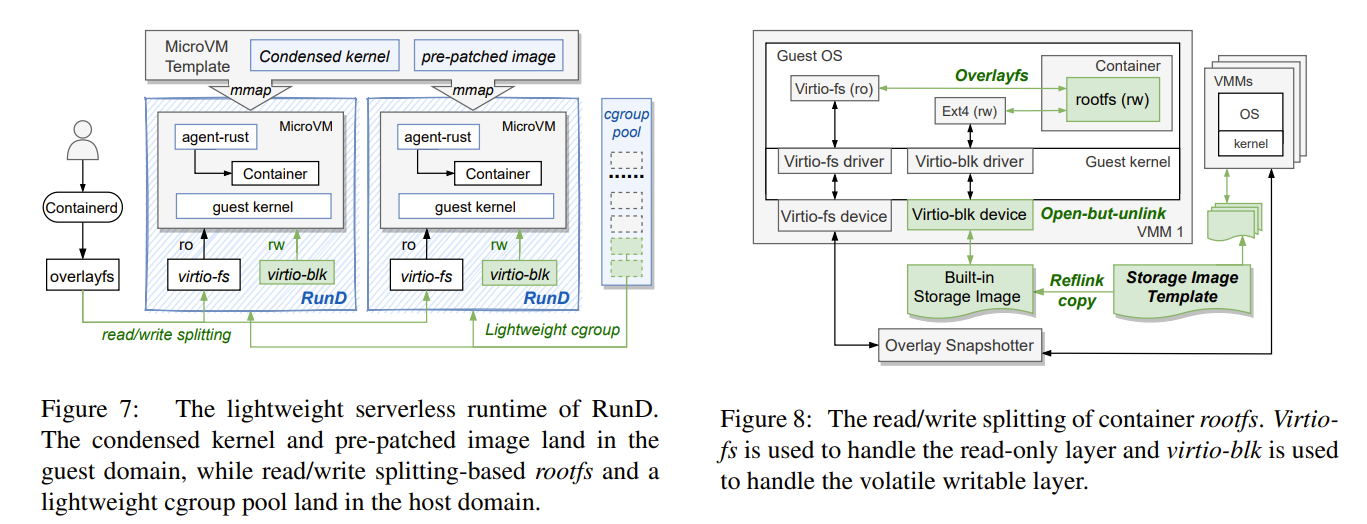 MicroVM
Template
Condensed kernel
pre-patched image
mmap
mmap
MicroVM
agent-rust
Container
guest kernel
ro
rw
virtio-fs
virtio-blk
RunD
MicroVM
agent-rust
Container
guest kernel
ro
rw
virtio-fs
virtio-blk
RunD
cgroup
pool
Containerd
overlayfs
read/write splitting
Lightweight cgroup
Figure 7: The lightweight serverless runtime of RunD.
The condensed kernel and pre-patched image land in the
guest domain, while read/write splitting-based rootfs and a
lightweight cgroup pool land in the host domain.
Guest OS
Overlayfs
Container
Virtio-fs (ro)
rootfs (rw)
Ext4 (rw)
Virtio-fs driver
Virtio-blk driver
Guest kernel
Virtio-fs device
Virtio-blk device
Open-but-unlink
VMM 1
VMMs
OS
kernel
Built-in
Storage Image
Reflink
copy
Storage Image
Template
Overlay Snapshotter
Figure 8: The read/write splitting of container rootfs. Virtio-
fs is used to handle the read-only layer and virtio-blk is used
to handle the volatile writable layer.